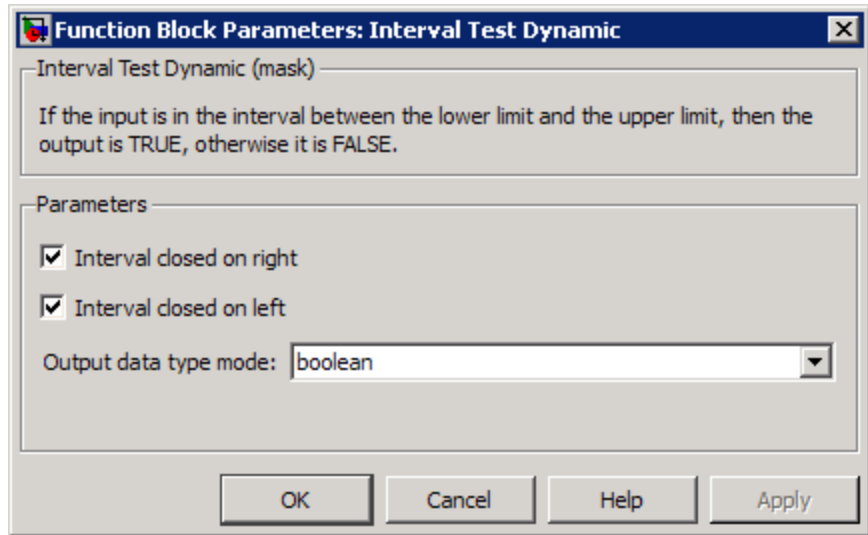 Function Block Parameters: Interval Test Dynamic
Interval Test Dynamic (mask)
If the input is in the interval between the lower limit and the upper limit, then the
output is TRUE, otherwise it is FALSE.
Parameters
Interval closed on right
Interval closed on left
Output data type mode: boolean
OK Cancel Help Apply